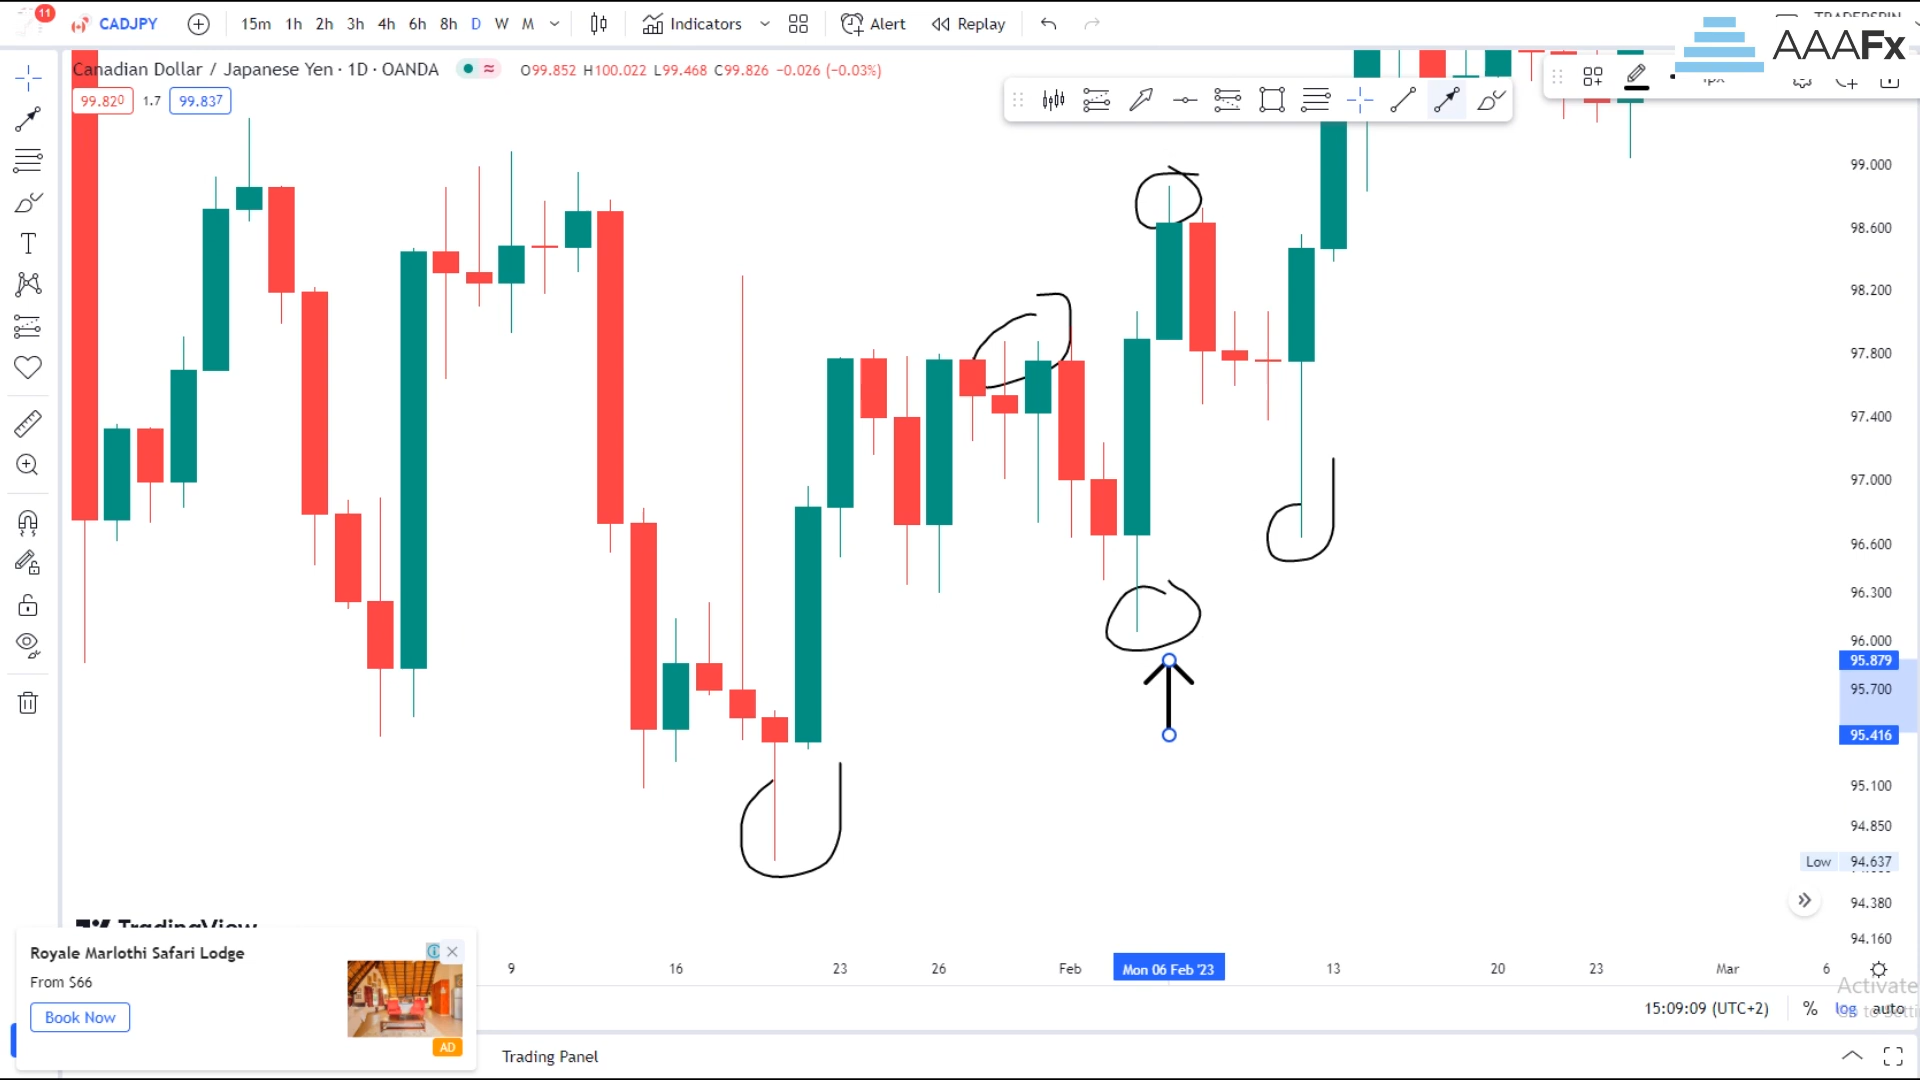 11
CADJPY
15m 1h 2h 3h 4h 6h 8h D W M
Indicators
Alert
Replay
AAAFx
Canadian Dollar / Japanese Yen · 1D · OANDA
O99.852 H100.022 L99.468 C99.826 −0.026 (−0.03%)
99.820 1.7 99.837
99.000
98.600
98.200
97.800
97.400
97.000
96.600
96.300
96.000
95.879
95.700
95.416
95.100
94.850
Low 94.637
94.380
94.160
TradingView
9 16 23 26 Feb Mon 06 Feb '23 13 20 23 Mar 6
Royale Marlothi Safari Lodge
From $66
Book Now
AD
15:09:09 (UTC+2) % log auto
Activate
Trading Panel